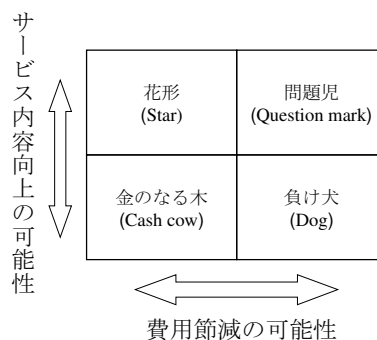 サービス内容向上の可能性
花形
(Star)
問題児
(Question mark)
金のなる木
(Cash cow)
負け犬
(Dog)
費用節減の可能性